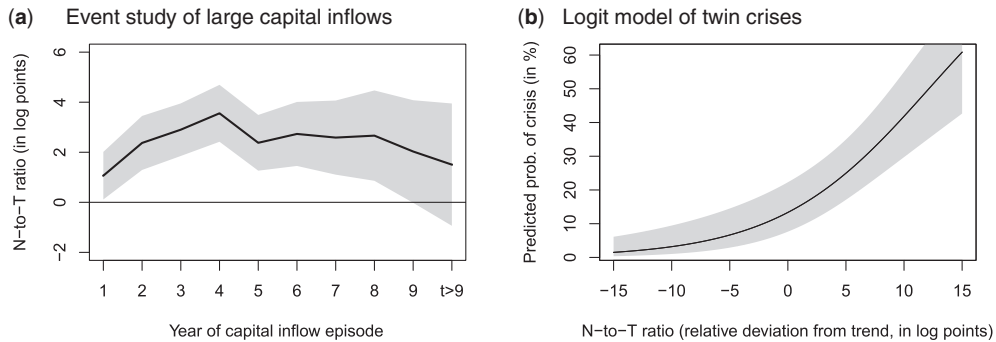 (a) Event study of large capital inflows
N−to−T ratio (in log points)
6
4
2
0
−2
1 2 3 4 5 6 7 8 9 t>9
Year of capital inflow episode
(b) Logit model of twin crises
Predicted prob. of crisis (in %)
60
50
40
30
20
10
0
−15 −10 −5 0 5 10 15
N−to−T ratio (relative deviation from trend, in log points)